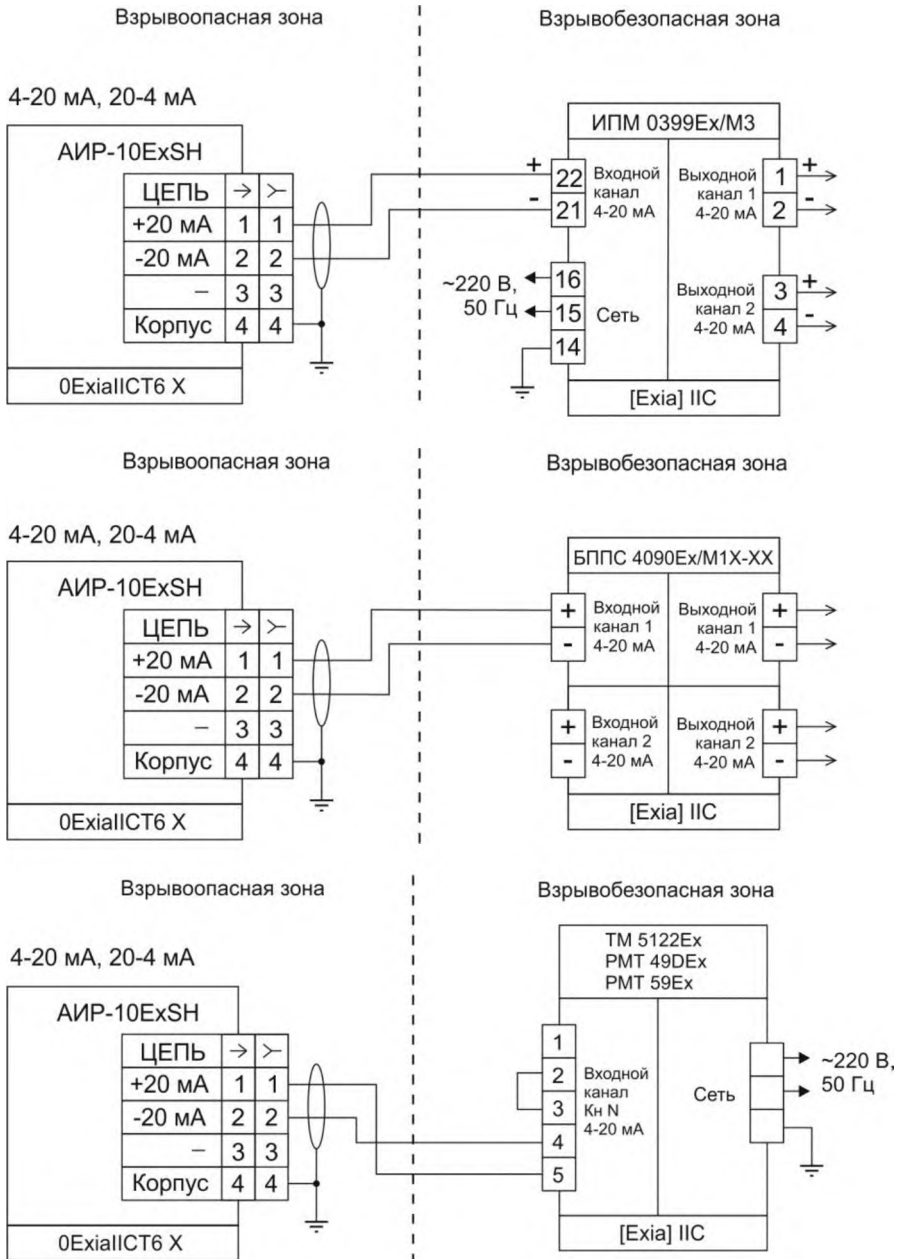 Взрывоопасная зона
Взрывобезопасная зона
4-20 мА, 20-4 мА
АИР-10ExSH
ЦЕПЬ
+20 мА 1 1
-20 мА 2 2
– 3 3
Корпус 4 4
0ExiaIICT6 X
ИПМ 0399Ex/М3
+ 22
- 21
Входной
канал
4-20 мА
~220 В,
50 Гц
16
15
14
Сеть
Выходной
канал 1
4-20 мА
1 +
2 -
Выходной
канал 2
4-20 мА
3 +
4 -
[Exia] IIC
Взрывоопасная зона
Взрывобезопасная зона
4-20 мА, 20-4 мА
АИР-10ExSH
ЦЕПЬ
+20 мА 1 1
-20 мА 2 2
– 3 3
Корпус 4 4
0ExiaIICT6 X
БППС 4090Ex/М1Х-ХХ
+
-
Входной
канал 1
4-20 мА
Выходной
канал 1
4-20 мА
+
-
+
-
Входной
канал 2
4-20 мА
Выходной
канал 2
4-20 мА
+
-
[Exia] IIC
Взрывоопасная зона
Взрывобезопасная зона
4-20 мА, 20-4 мА
АИР-10ExSH
ЦЕПЬ
+20 мА 1 1
-20 мА 2 2
– 3 3
Корпус 4 4
0ExiaIICT6 X
ТМ 5122Ex
РМТ 49DEx
РМТ 59Ex
1
2
3
4
5
Входной
канал
Кн N
4-20 мА
Сеть
~220 В,
50 Гц
[Exia] IIC